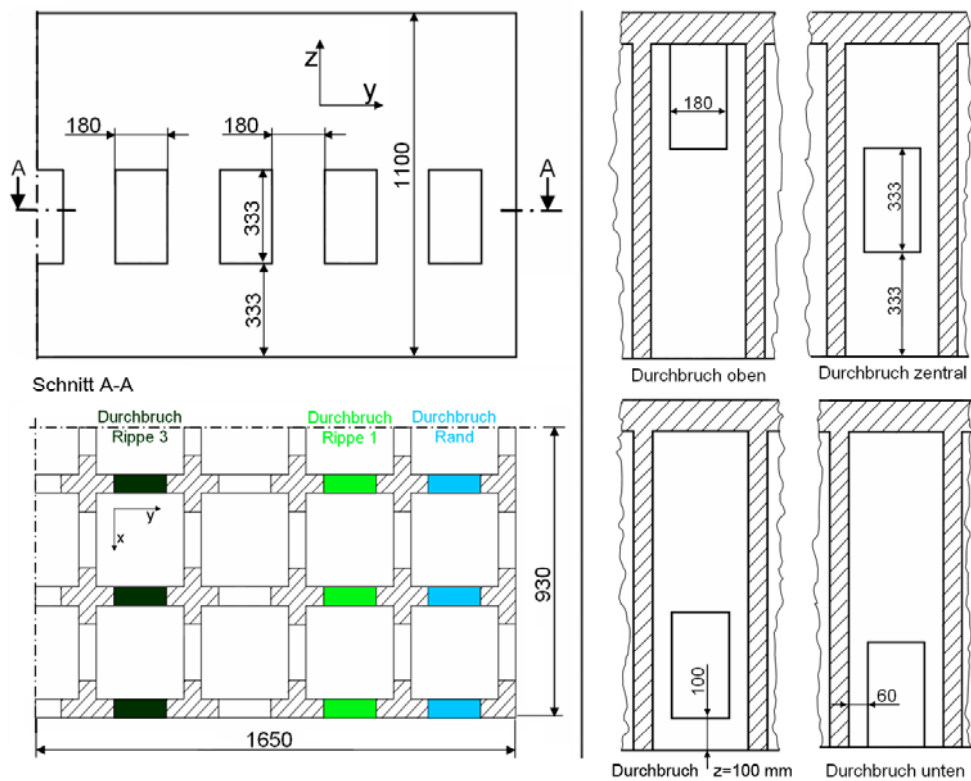 z
y
180
180
A
A
333
333
1100
Schnitt A-A
Durchbruch
Rippe 3
Durchbruch
Rippe 1
Durchbruch
Rand
y
x
930
1650
180
Durchbruch oben
333
333
Durchbruch zentral
100
Durchbruch z=100 mm
60
Durchbruch unten